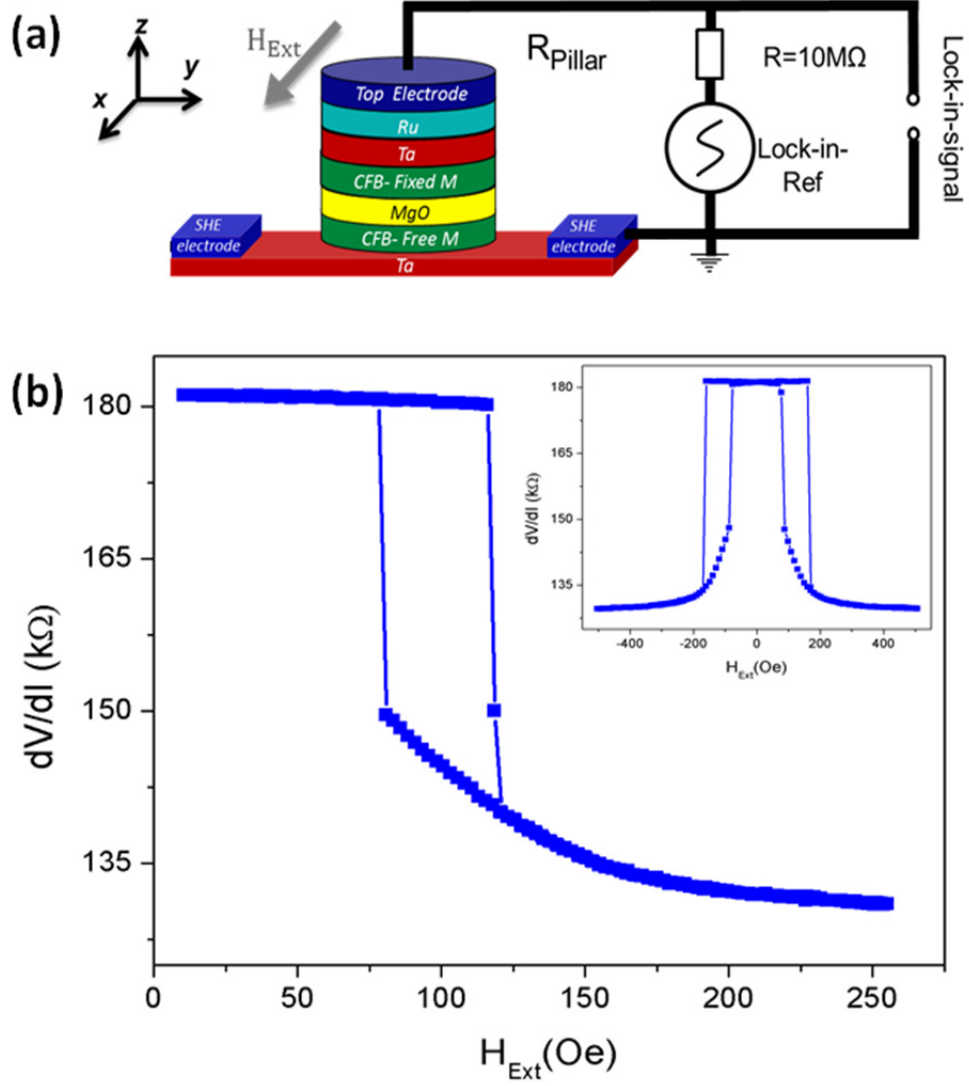 (a)
z
y
x
H_Ext
R_Pillar
R=10MΩ
Lock-in-signal
Lock-in-
Ref
Top Electrode
Ru
Ta
CFB- Fixed M
MgO
CFB- Free M
SHE
electrode
SHE
electrode
Ta
(b)
dV/dI (kΩ)
180
165
150
135
0 50 100 150 200 250
H_Ext(Oe)
dV/dI (kΩ)
180
165
150
135
-400 -200 0 200 400
H_Ext(Oe)